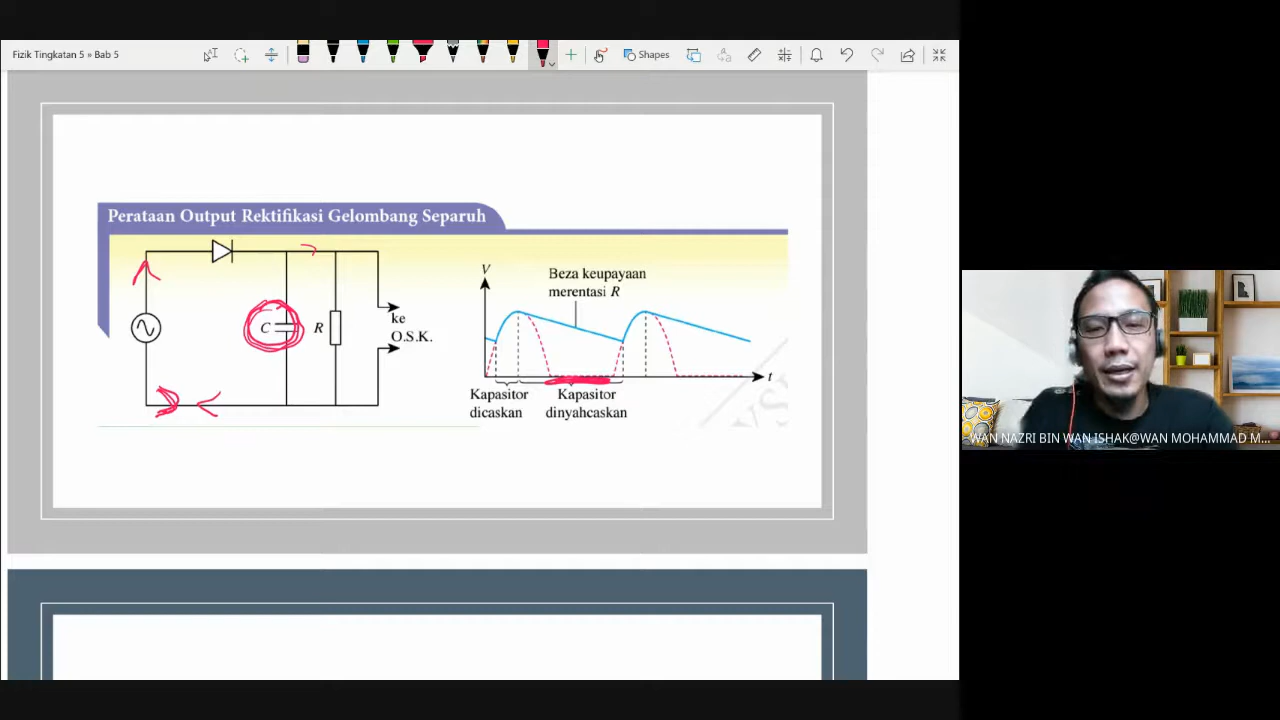 Fizik Tingkatan 5 » Bab 5
Shapes
Perataan Output Rektifikasi Gelombang Separuh
C
R
ke
O.S.K.
V
Beza keupayaan
merentasi R
t
Kapasitor
dicaskan
Kapasitor
dinyahcaskan
WAN NAZRI BIN WAN ISHAK@WAN MOHAMMAD M...